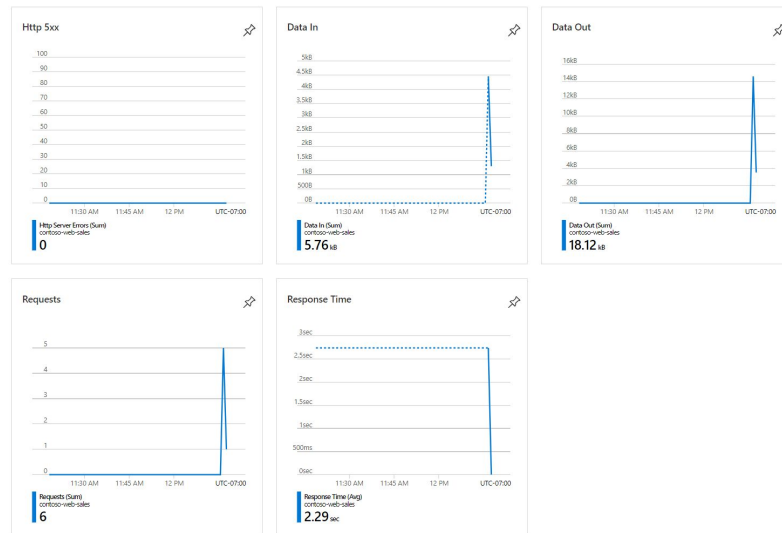 Http 5xx
100
90
80
70
60
50
40
30
20
10
0
11:30 AM 11:45 AM 12 PM UTC-07:00
Http Server Errors (Sum)
contoso-web-sales
0
Data In
5kB
4.5kB
4kB
3.5kB
3kB
2.5kB
2kB
1.5kB
1kB
500B
0B
11:30 AM 11:45 AM 12 PM UTC-07:00
Data In (Sum)
contoso-web-sales
5.76 kB
Data Out
16kB
14kB
12kB
10kB
8kB
6kB
4kB
2kB
0B
11:30 AM 11:45 AM 12 PM UTC-07:00
Data Out (Sum)
contoso-web-sales
18.12 kB
Requests
5
4
3
2
1
0
11:30 AM 11:45 AM 12 PM UTC-07:00
Requests (Sum)
contoso-web-sales
6
Response Time
3sec
2.5sec
2sec
1.5sec
1sec
500ms
0sec
11:30 AM 11:45 AM 12 PM UTC-07:00
Response Time (Avg)
contoso-web-sales
2.29 sec